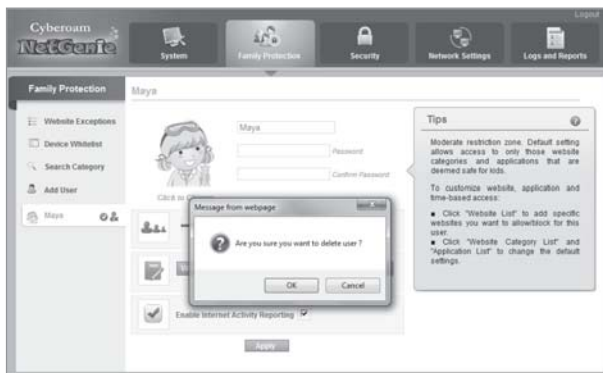 Logout
Cyberoam
NetGenie
System
Family Protection
Security
Network Settings
Logs and Reports
Family Protection
Website Exceptions
Device Whitelist
Search Category
Add User
Maya
Maya
Maya
Password
Confirm Password
Click to
Message from webpage
Are you sure you want to delete user ?
OK
Cancel
Enable Internet Activity Reporting
Apply
Tips
Moderate restriction zone. Default setting
allows access to only those website
categories and applications that are
deemed safe for kids.
To customize website, application and
time-based access:
■ Click "Website List" to add specific
websites you want to allow/block for this
user.
■ Click "Website Category List" and
"Application List" to change the default
settings.